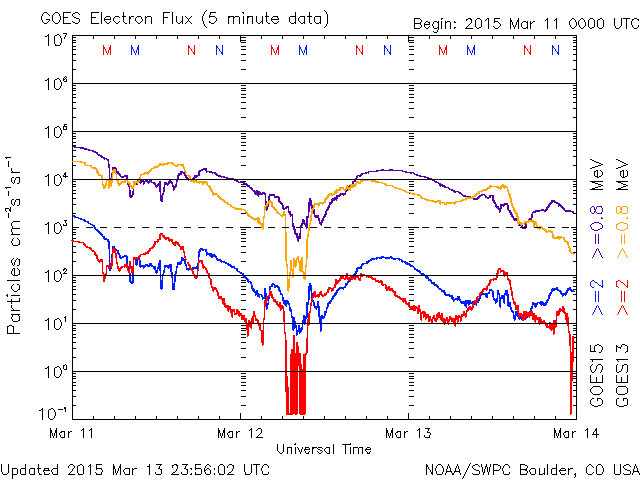 GOES Electron Flux (5 minute data)
Begin: 2015 Mar 11 0000 UTC
M M N N M M N N M M N N
10⁷
10⁶
10⁵
10⁴
10³
10²
10¹
10⁰
10⁻¹
Particles cm⁻²s⁻¹sr⁻¹
GOES15 >=2 >=0.8 MeV
GOES13 >=2 >=0.8 MeV
Mar 11 Mar 12 Mar 13 Mar 14
Universal Time
Updated 2015 Mar 13 23:56:02 UTC
NOAA/SWPC Boulder, CO USA